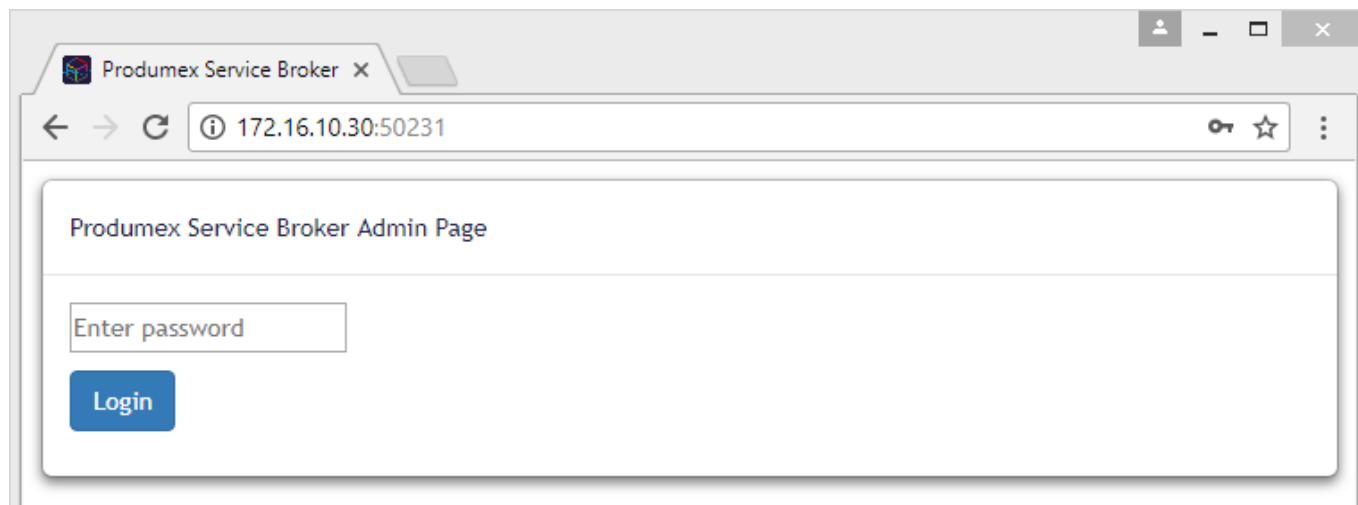 Produmex Service Broker
172.16.10.30:50231
Produmex Service Broker Admin Page
Enter password
Login